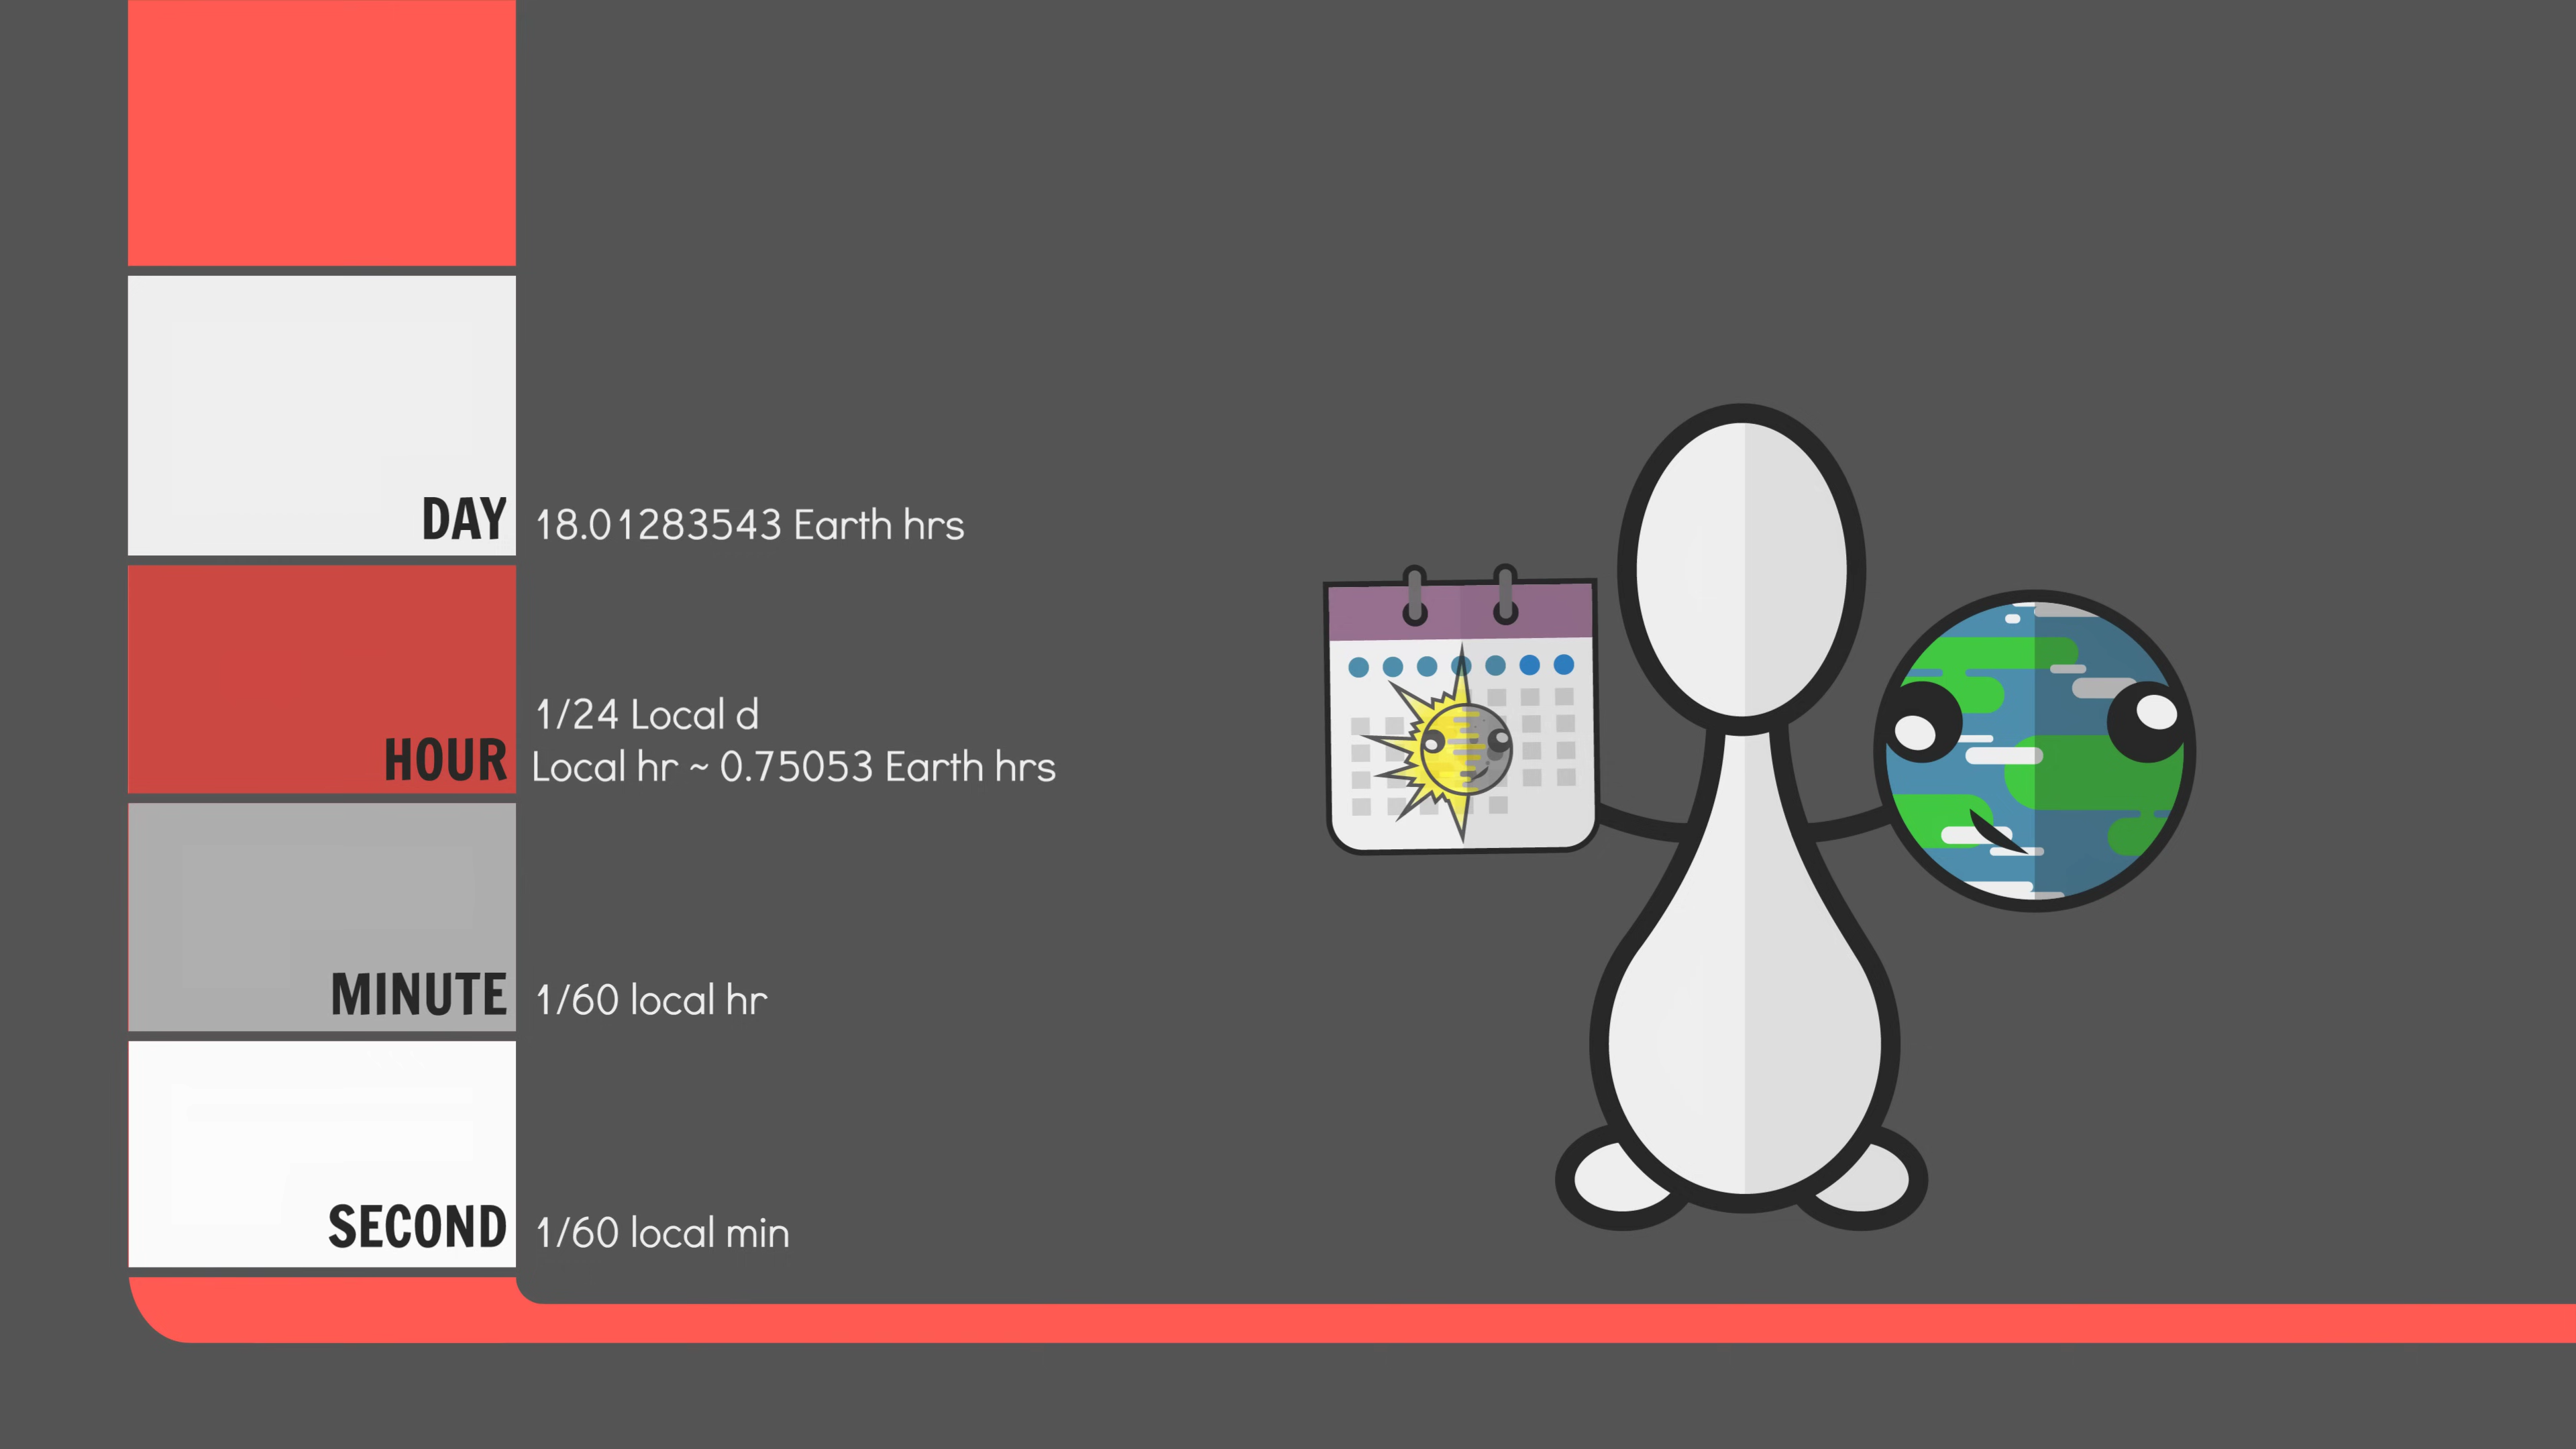 DAY 18.01283543 Earth hrs
1/24 Local d
HOUR Local hr ~ 0.75053 Earth hrs
MINUTE 1/60 local hr
SECOND 1/60 local min